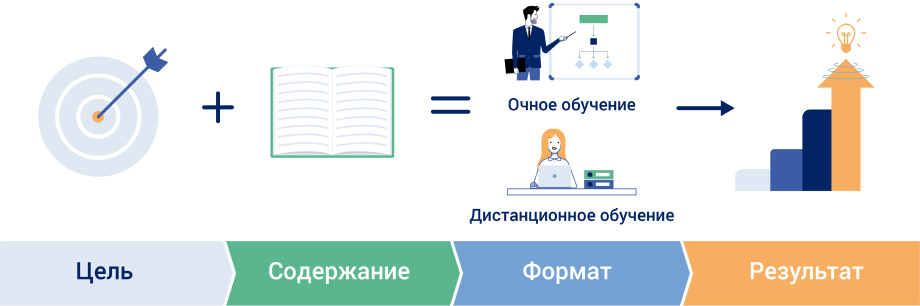 Очное обучение
Дистанционное обучение
Цель
Содержание
Формат
Результат